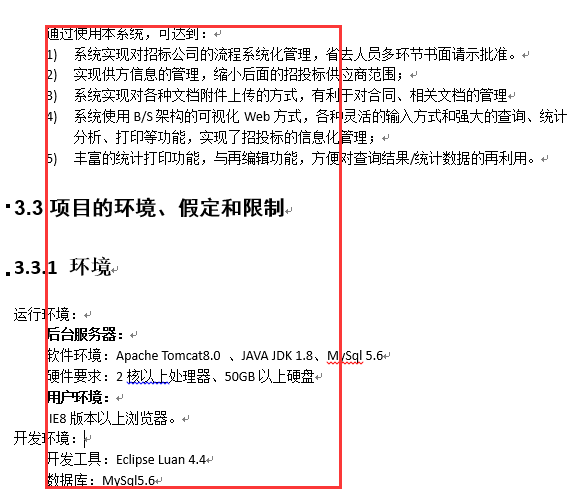 通过使用本系统，可达到：
1) 系统实现对招标公司的流程系统化管理，省去人员多环节书面请示批准。
2) 实现供方信息的管理，缩小后面的招投标供应商范围；
3) 系统实现对各种文档附件上传的方式，有利于对合同、相关文档的管理
4) 系统使用 B/S 架构的可视化 Web 方式，各种灵活的输入方式和强大的查询、统计
分析、打印等功能，实现了招投标的信息化管理；
5) 丰富的统计打印功能，与再编辑功能，方便对查询结果/统计数据的再利用。
3.3 项目的环境、假定和限制
3.3.1 环境
运行环境：
后台服务器：
软件环境：Apache Tomcat8.0 、JAVA JDK 1.8、MySql 5.6
硬件要求：2 核以上处理器、50GB 以上硬盘
用户环境：
IE8 版本以上浏览器。
开发环境：
开发工具：Eclipse Luan 4.4
数据库：MySql5.6